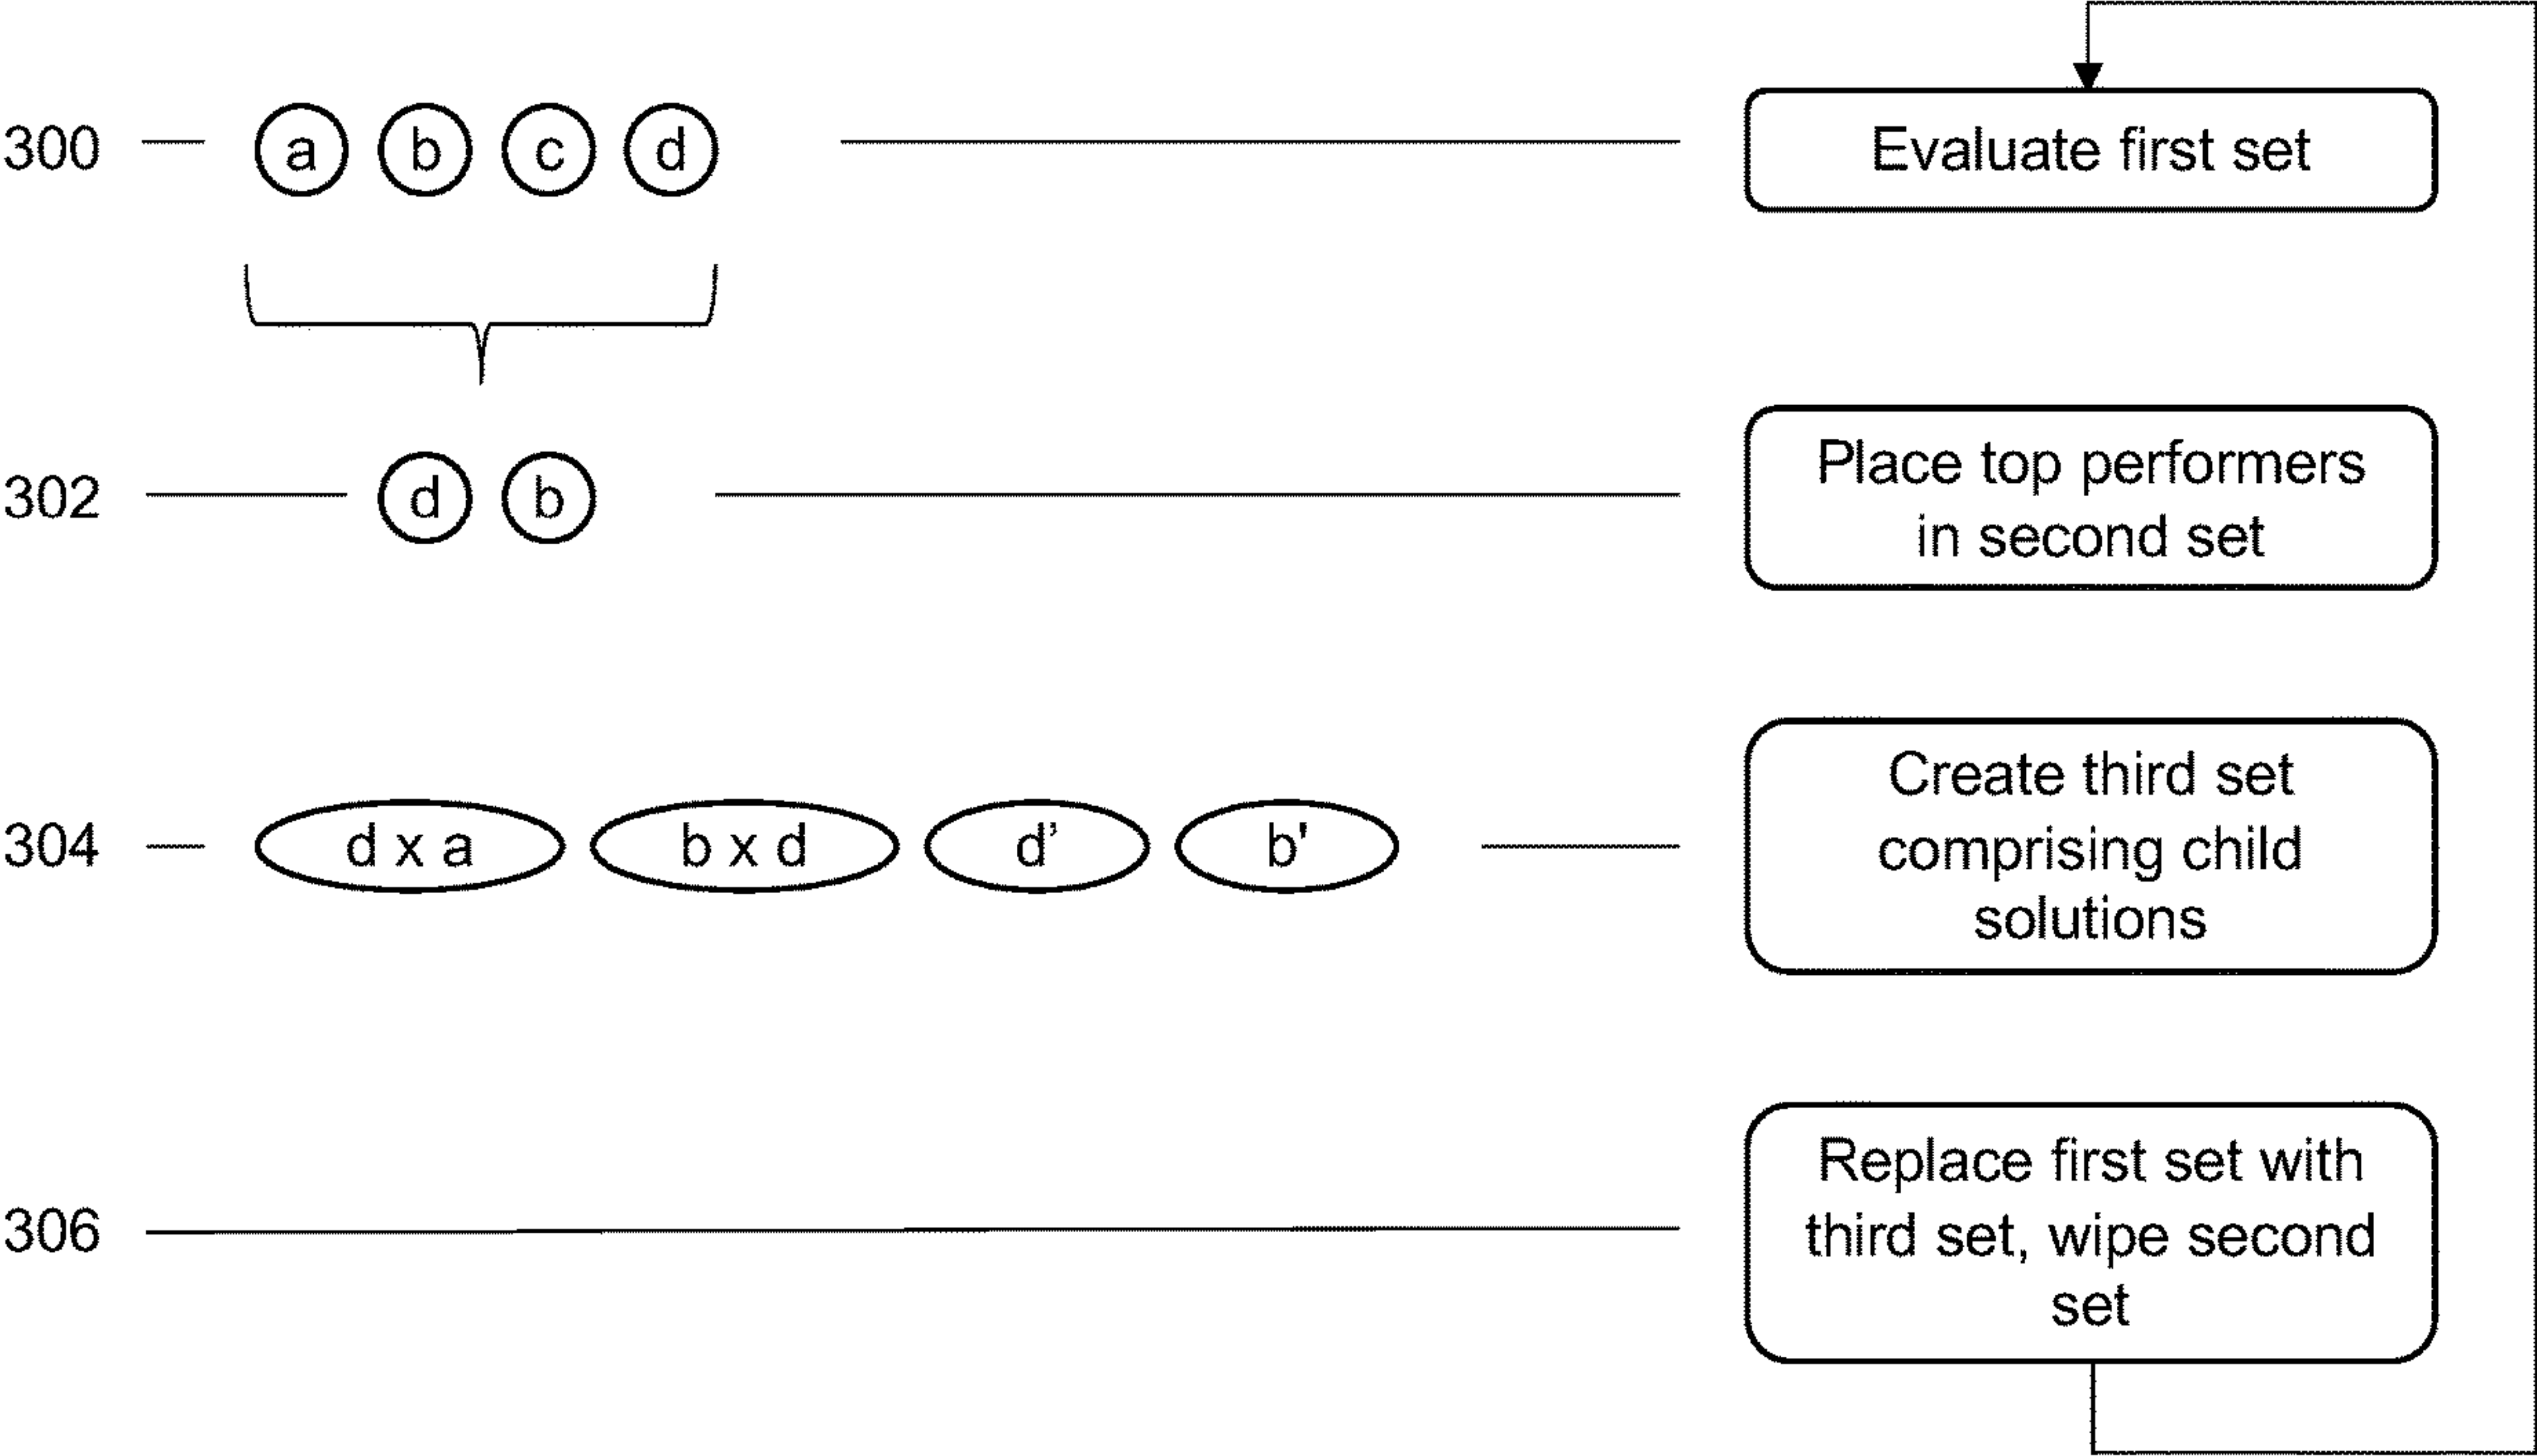 300
a b c d
Evaluate first set
302
d b
Place top performers
in second set
304
d x a b x d d’ b'
Create third set
comprising child
solutions
306
Replace first set with
third set, wipe second
set